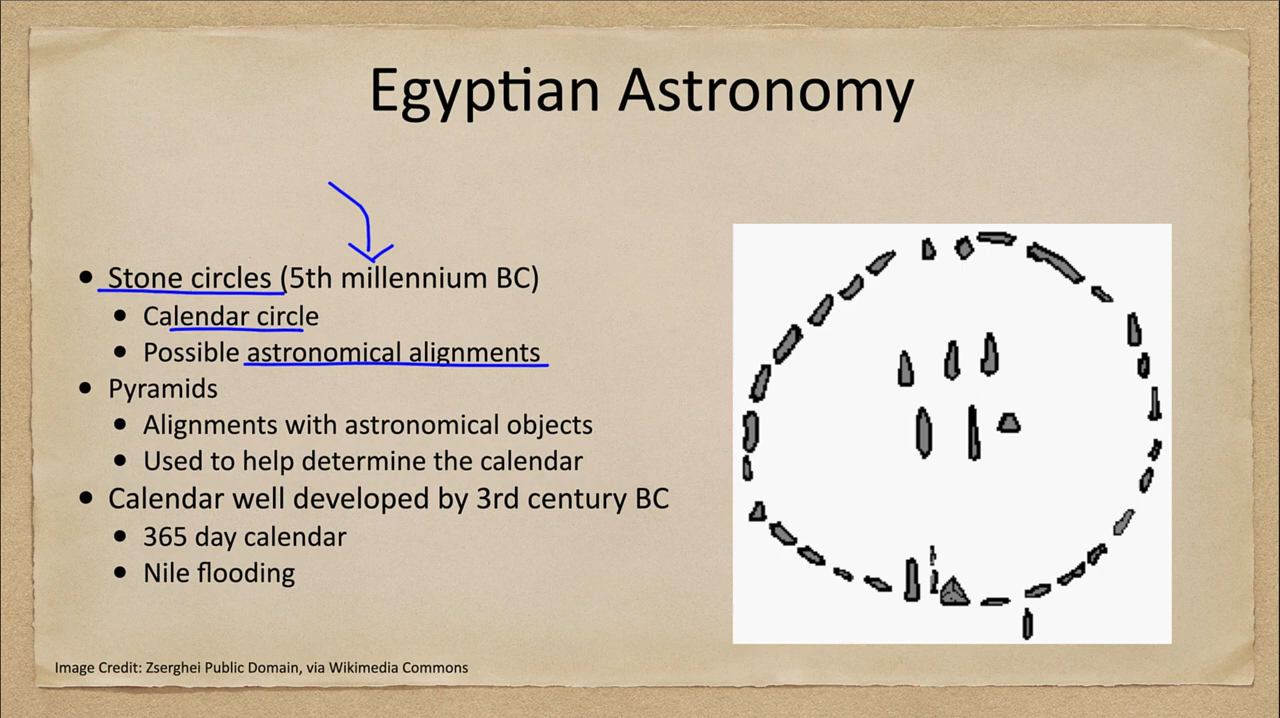 Egyptian Astronomy
• Stone circles (5th millennium BC)
• Calendar circle
• Possible astronomical alignments
• Pyramids
• Alignments with astronomical objects
• Used to help determine the calendar
• Calendar well developed by 3rd century BC
• 365 day calendar
• Nile flooding
Image Credit: Zserghei Public Domain, via Wikimedia Commons